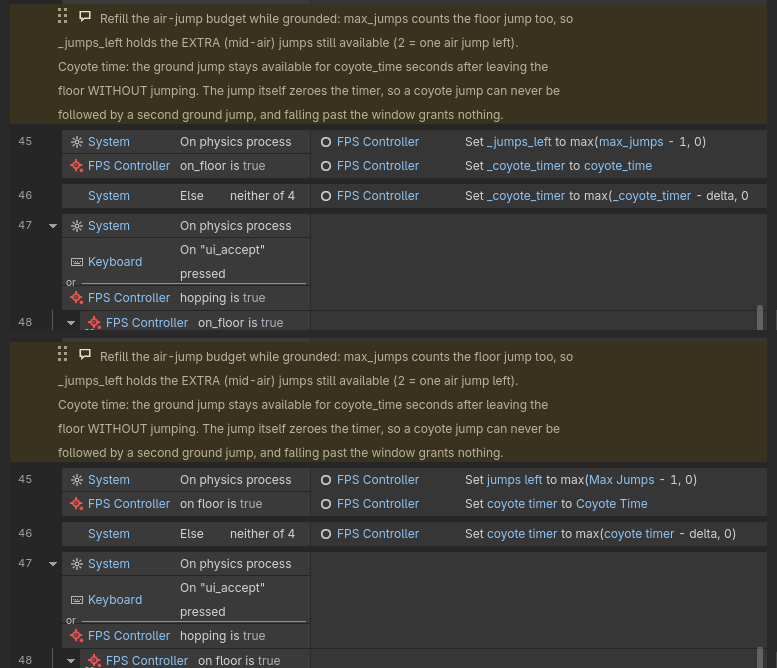 Refill the air-jump budget while grounded: max_jumps counts the floor jump too, so
_jumps_left holds the EXTRA (mid-air) jumps still available (2 = one air jump left).
Coyote time: the ground jump stays available for coyote_time seconds after leaving the
floor WITHOUT jumping. The jump itself zeroes the timer, so a coyote jump can never be
followed by a second ground jump, and falling past the window grants nothing.
45 System On physics process FPS Controller Set _jumps_left to max(max_jumps - 1, 0)
FPS Controller on_floor is true FPS Controller Set _coyote_timer to coyote_time
46 System Else neither of 4 FPS Controller Set _coyote_timer to max(_coyote_timer - delta, 0
47 System On physics process
On "ui_accept"
Keyboard
pressed
or
FPS Controller hopping is true
48 FPS Controller on_floor is true
Refill the air-jump budget while grounded: max_jumps counts the floor jump too, so
_jumps_left holds the EXTRA (mid-air) jumps still available (2 = one air jump left).
Coyote time: the ground jump stays available for coyote_time seconds after leaving the
floor WITHOUT jumping. The jump itself zeroes the timer, so a coyote jump can never be
followed by a second ground jump, and falling past the window grants nothing.
45 System On physics process FPS Controller Set jumps left to max(Max Jumps - 1, 0)
FPS Controller on floor is true FPS Controller Set coyote timer to Coyote Time
46 System Else neither of 4 FPS Controller Set coyote timer to max(coyote timer - delta, 0)
47 System On physics process
On "ui_accept"
Keyboard
pressed
or
FPS Controller hopping is true
48 FPS Controller on floor is true